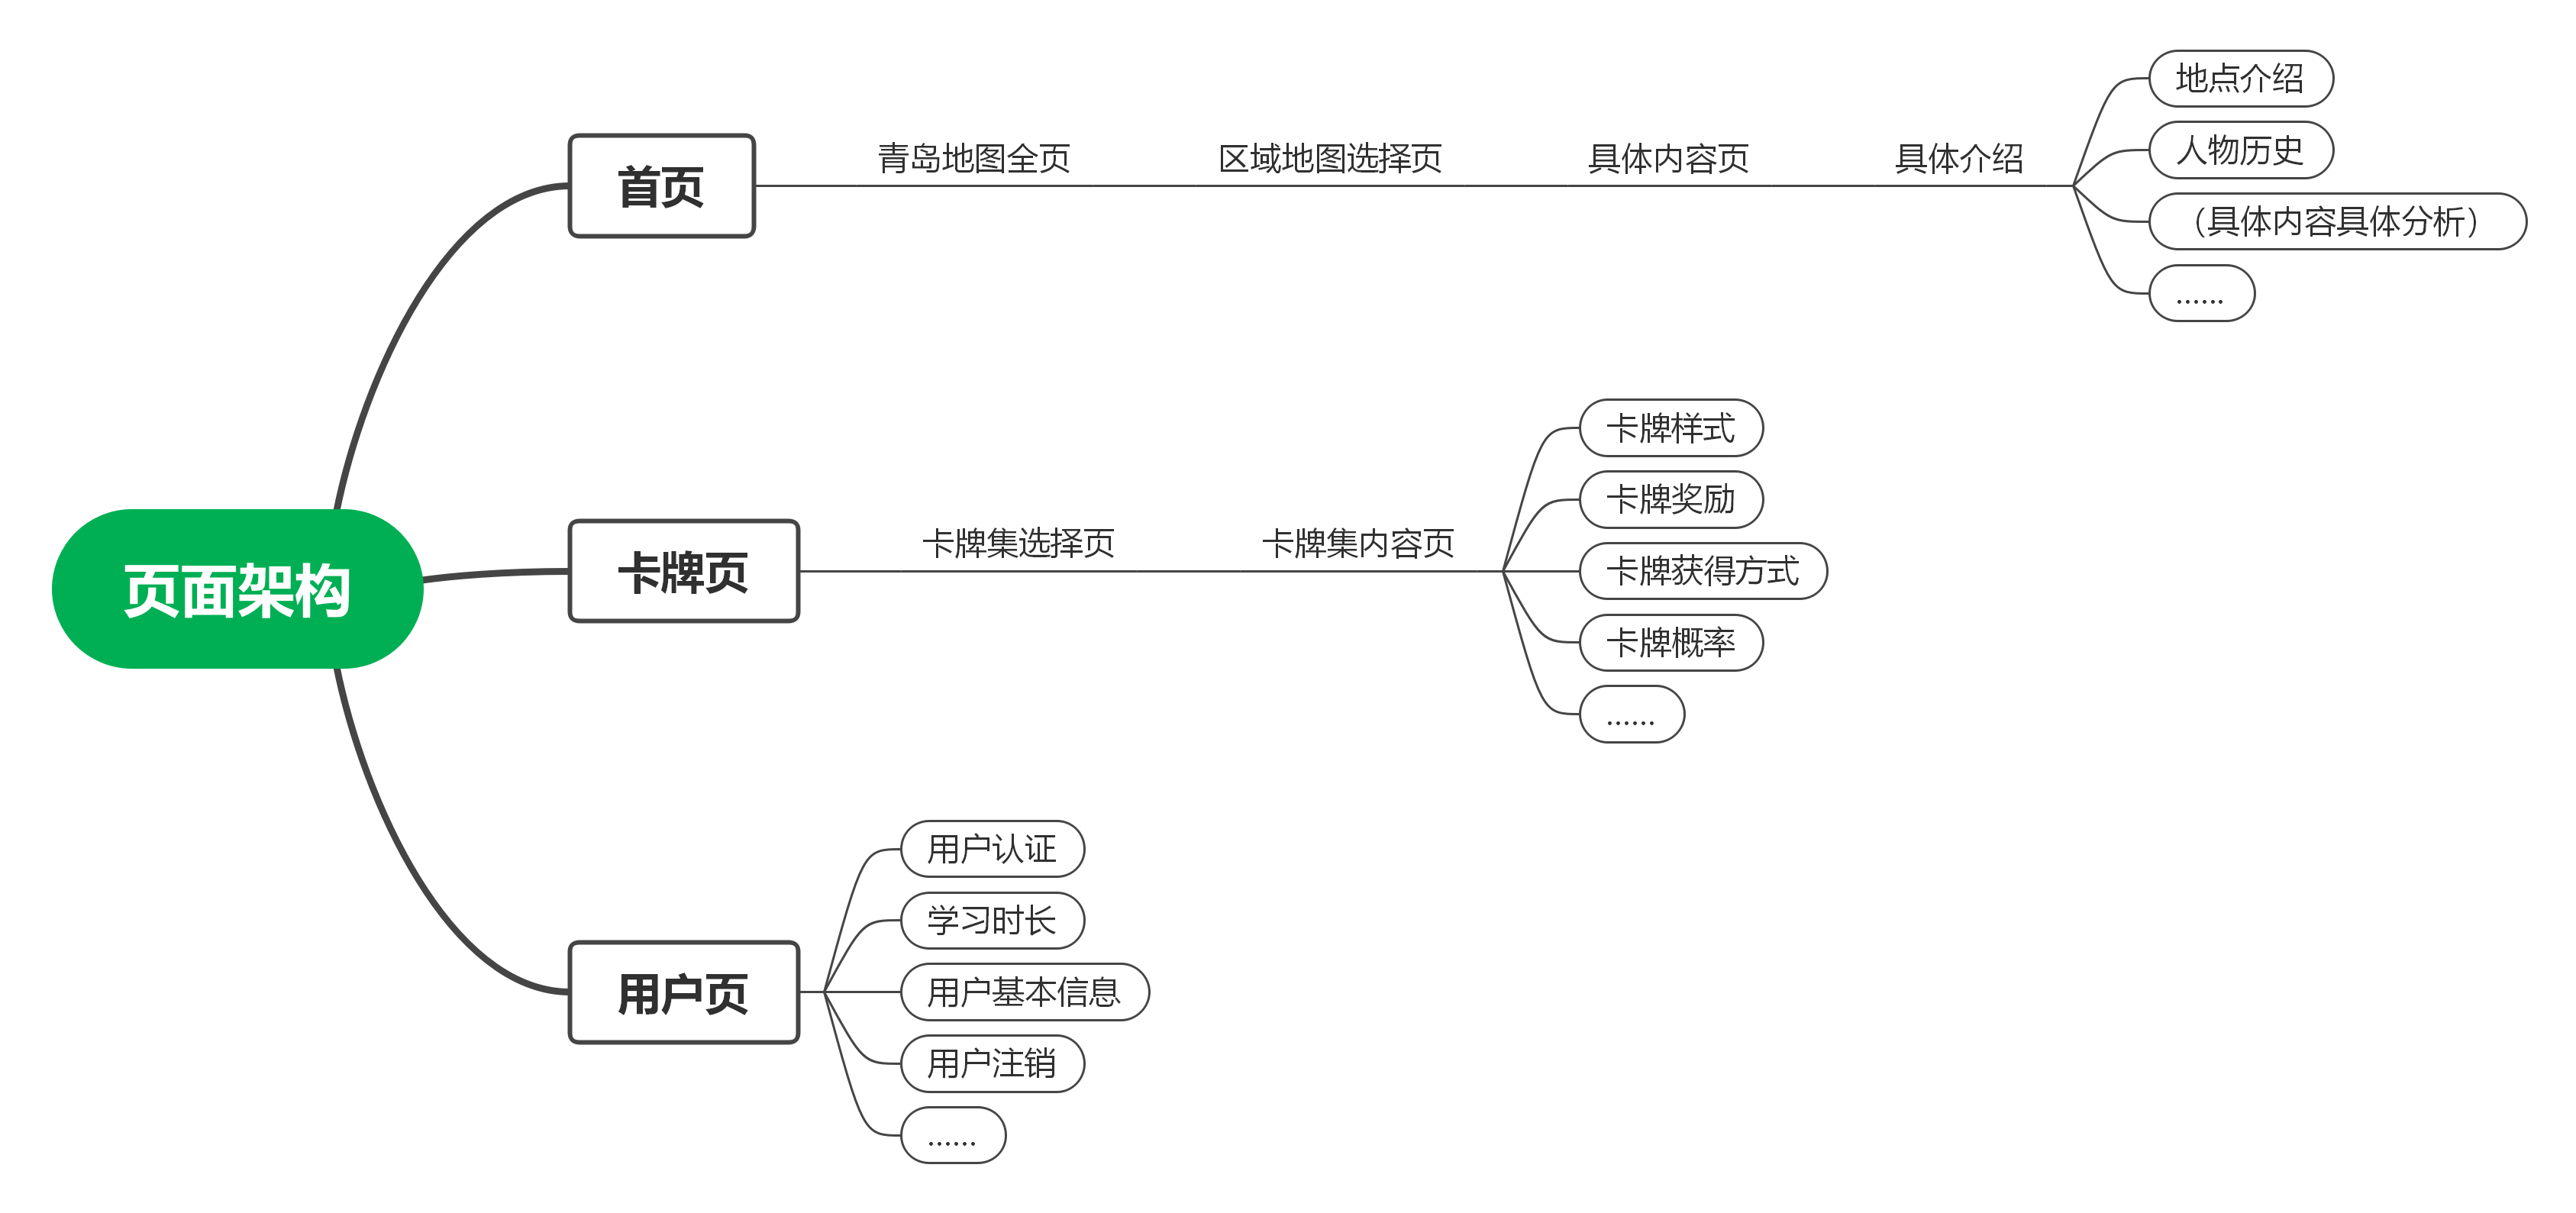 页面架构
首页
青岛地图全页
区域地图选择页
具体内容页
具体介绍
地点介绍
人物历史
（具体内容具体分析）
......
卡牌页
卡牌集选择页
卡牌集内容页
卡牌样式
卡牌奖励
卡牌获得方式
卡牌概率
......
用户页
用户认证
学习时长
用户基本信息
用户注销
......